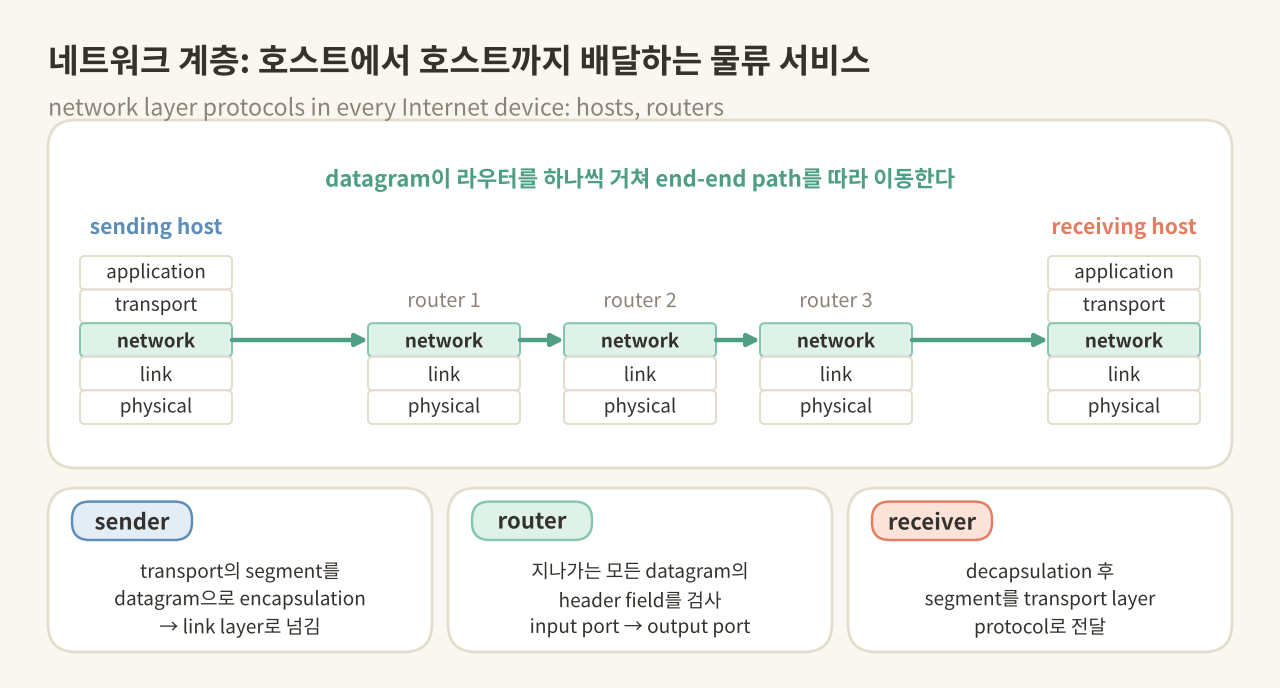 네트워크 계층: 호스트에서 호스트까지 배달하는 물류 서비스
network layer protocols in every Internet device: hosts, routers
datagram이 라우터를 하나씩 거쳐 end-end path를 따라 이동한다
sending host
application
transport
network
link
physical
router 1
network
link
physical
router 2
network
link
physical
router 3
network
link
physical
receiving host
application
transport
network
link
physical
sender
transport의 segment를
datagram으로 encapsulation
→ link layer로 넘김
router
지나가는 모든 datagram의
header field를 검사
input port → output port
receiver
decapsulation 후
segment를 transport layer
protocol로 전달